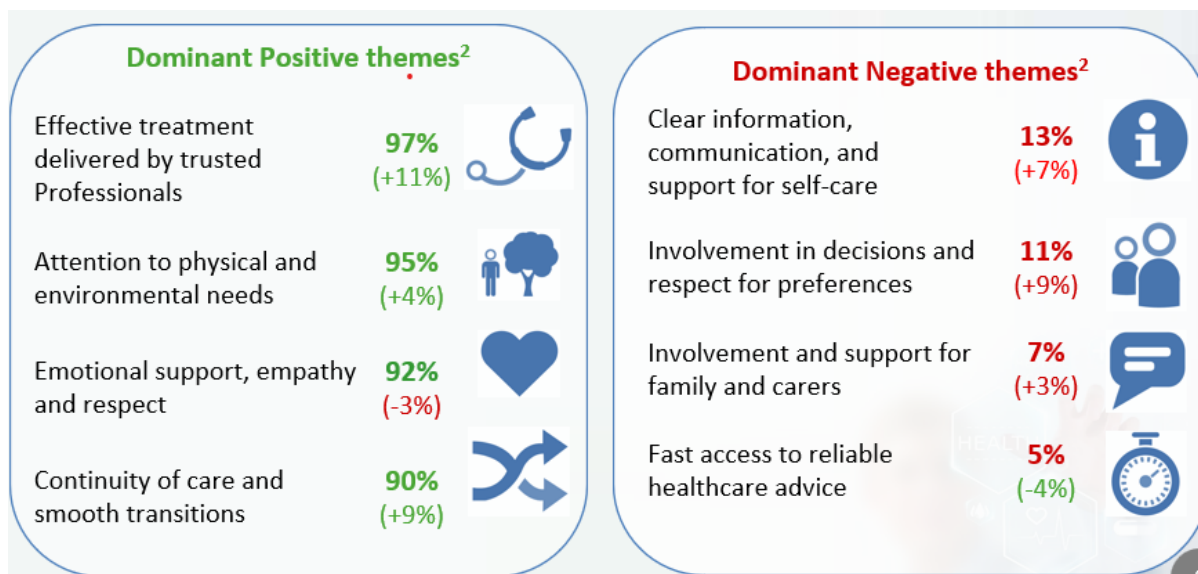 Dominant Positive themes²
Effective treatment
delivered by trusted
Professionals
97%
(+11%)
Attention to physical and
environmental needs
95%
(+4%)
Emotional support, empathy
and respect
92%
(-3%)
Continuity of care and
smooth transitions
90%
(+9%)
Dominant Negative themes²
Clear information,
communication, and
support for self-care
13%
(+7%)
Involvement in decisions and
respect for preferences
11%
(+9%)
Involvement and support for
family and carers
7%
(+3%)
Fast access to reliable
healthcare advice
5%
(-4%)